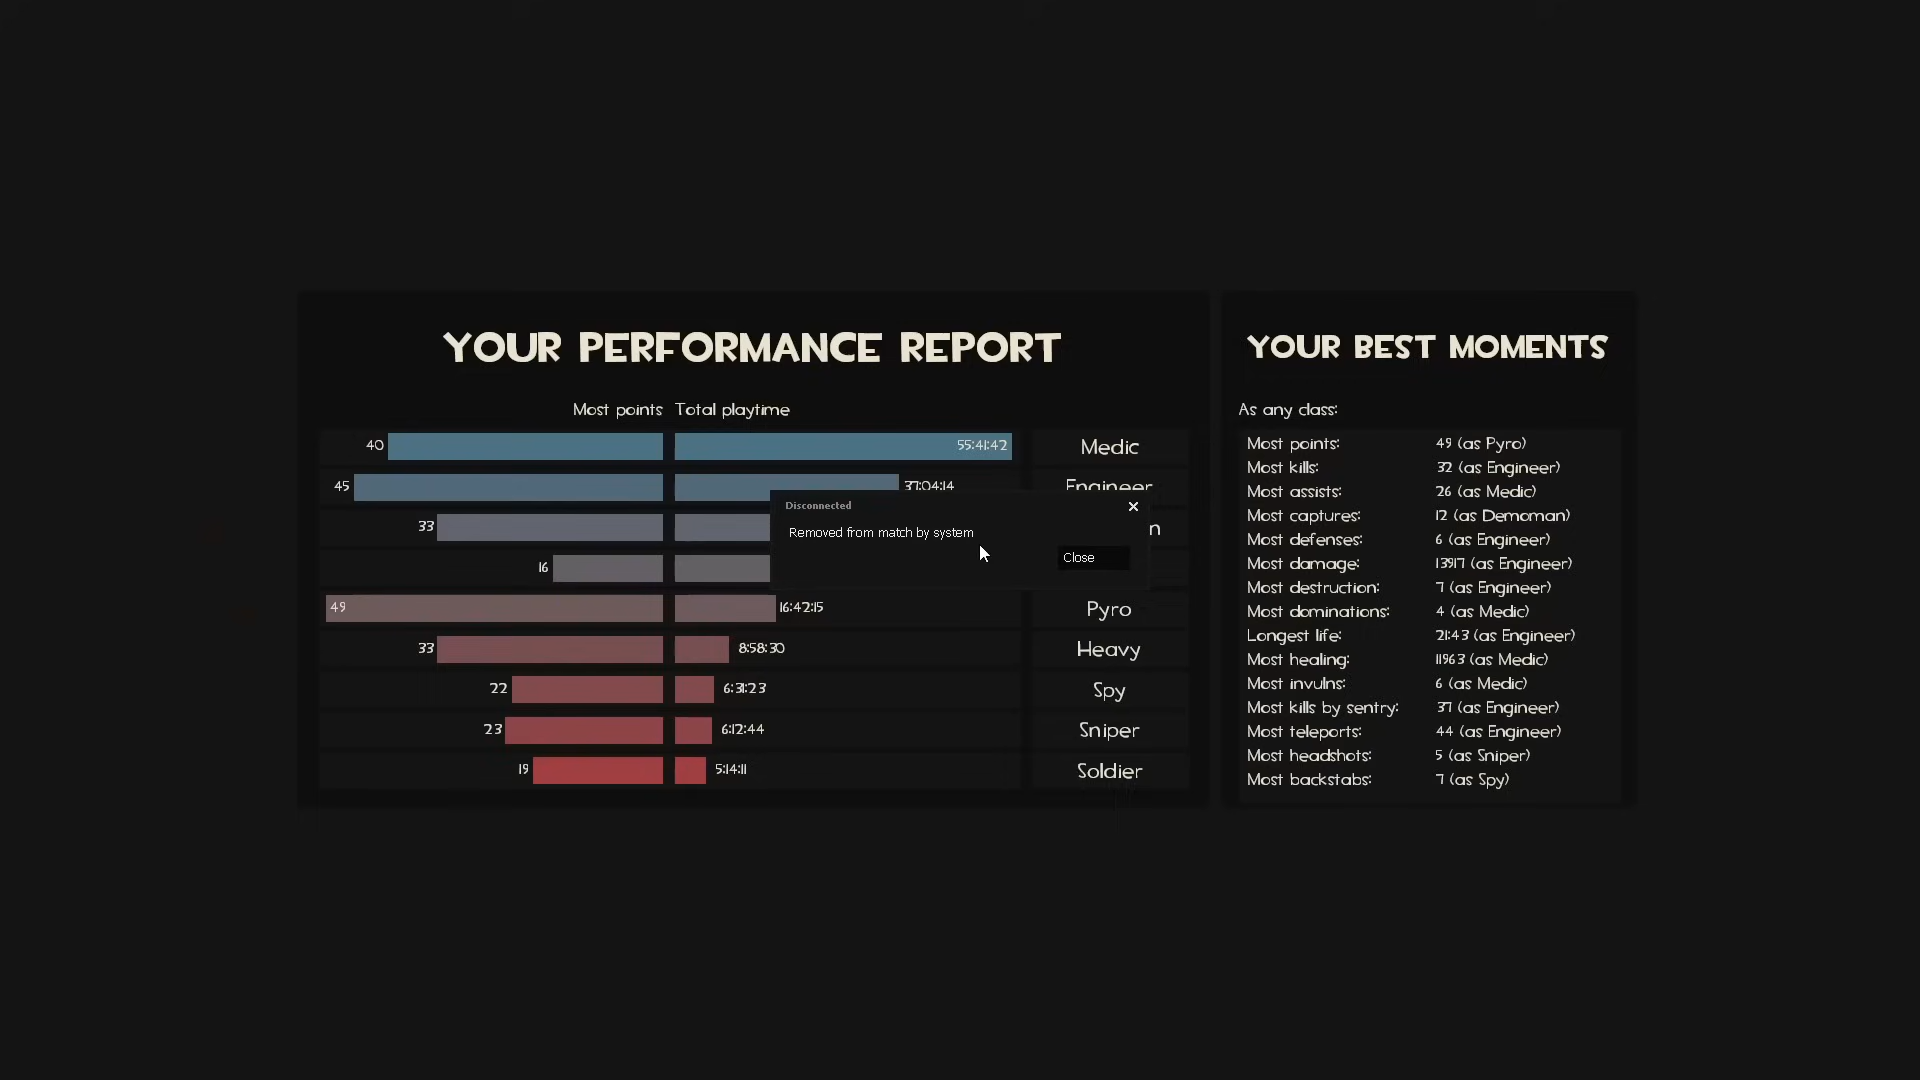 YOUR PERFORMANCE REPORT
Most points Total playtime
40 55:41:42 Medic
45 37:04:14 Engineer
33 n
16
49 16:42:15 Pyro
33 8:58:30 Heavy
22 6:31:23 Spy
23 6:12:44 Sniper
19 5:14:11 Soldier
Disconnected
Removed from match by system
Close
YOUR BEST MOMENTS
As any class:
Most points: 49 (as Pyro)
Most kills: 32 (as Engineer)
Most assists: 26 (as Medic)
Most captures: 12 (as Demoman)
Most defenses: 6 (as Engineer)
Most damage: 13917 (as Engineer)
Most destruction: 7 (as Engineer)
Most dominations: 4 (as Medic)
Longest life: 21:43 (as Engineer)
Most healing: 11963 (as Medic)
Most invulns: 6 (as Medic)
Most kills by sentry: 37 (as Engineer)
Most teleports: 44 (as Engineer)
Most headshots: 5 (as Sniper)
Most backstabs: 7 (as Spy)